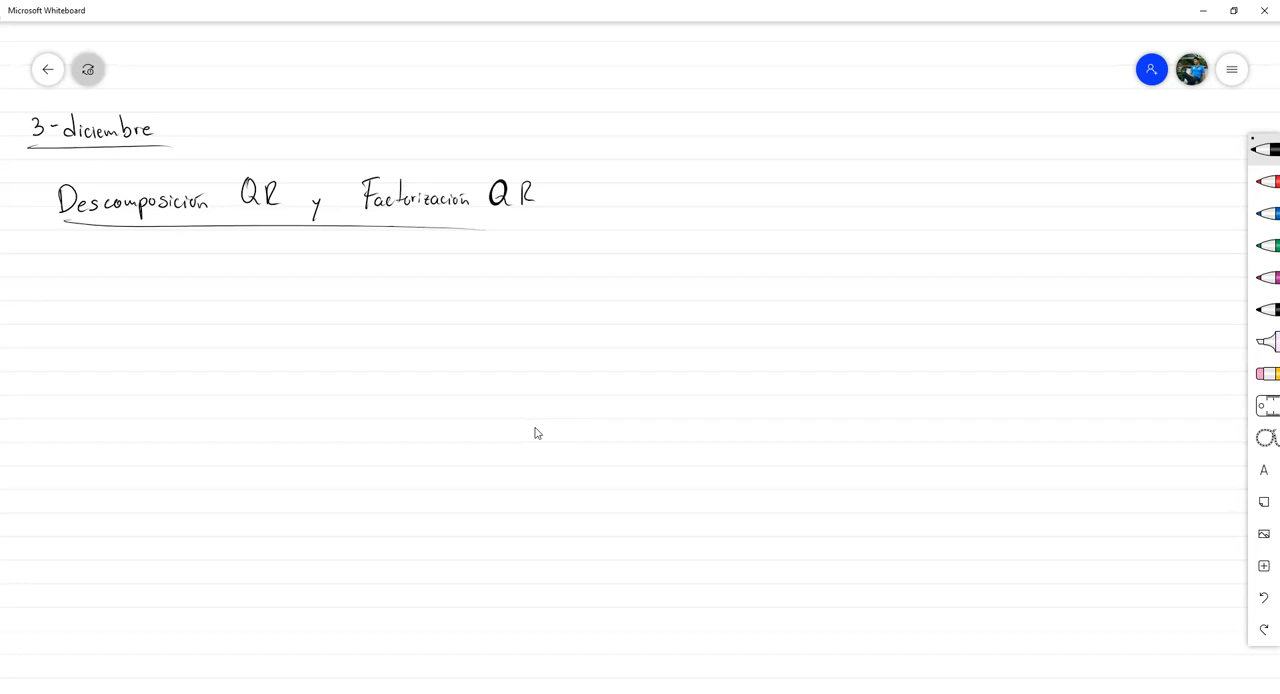 Microsoft Whiteboard
3-diciembre
Descomposición QR y Factorización QR
A